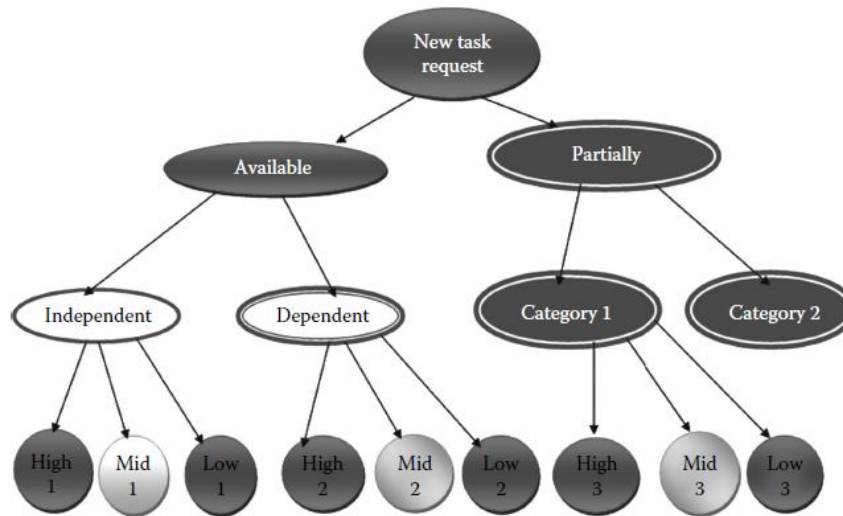 New task
request
Available
Partially
Independent
Dependent
Category 1
Category 2
High
1
Mid
1
Low
1
High
2
Mid
2
Low
2
High
3
Mid
3
Low
3